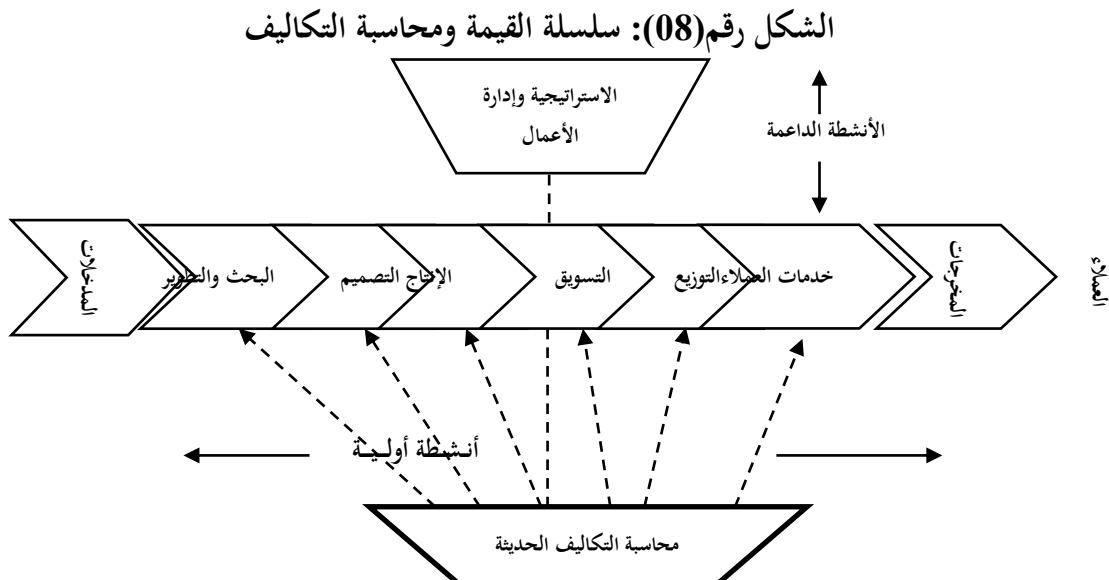 الشكل رقم(08): سلسلة القيمة ومحاسبة التكاليف
الاستراتيجية وإدارة
الأعمال
الأنشطة الداعمة
المدخلات
البحث والتطوير
الإنتاج التصميم
التسويق
خدمات العملاءالتوزيع
المخرجات
العملاء
أنشطة أولية
محاسبة التكاليف الحديثة